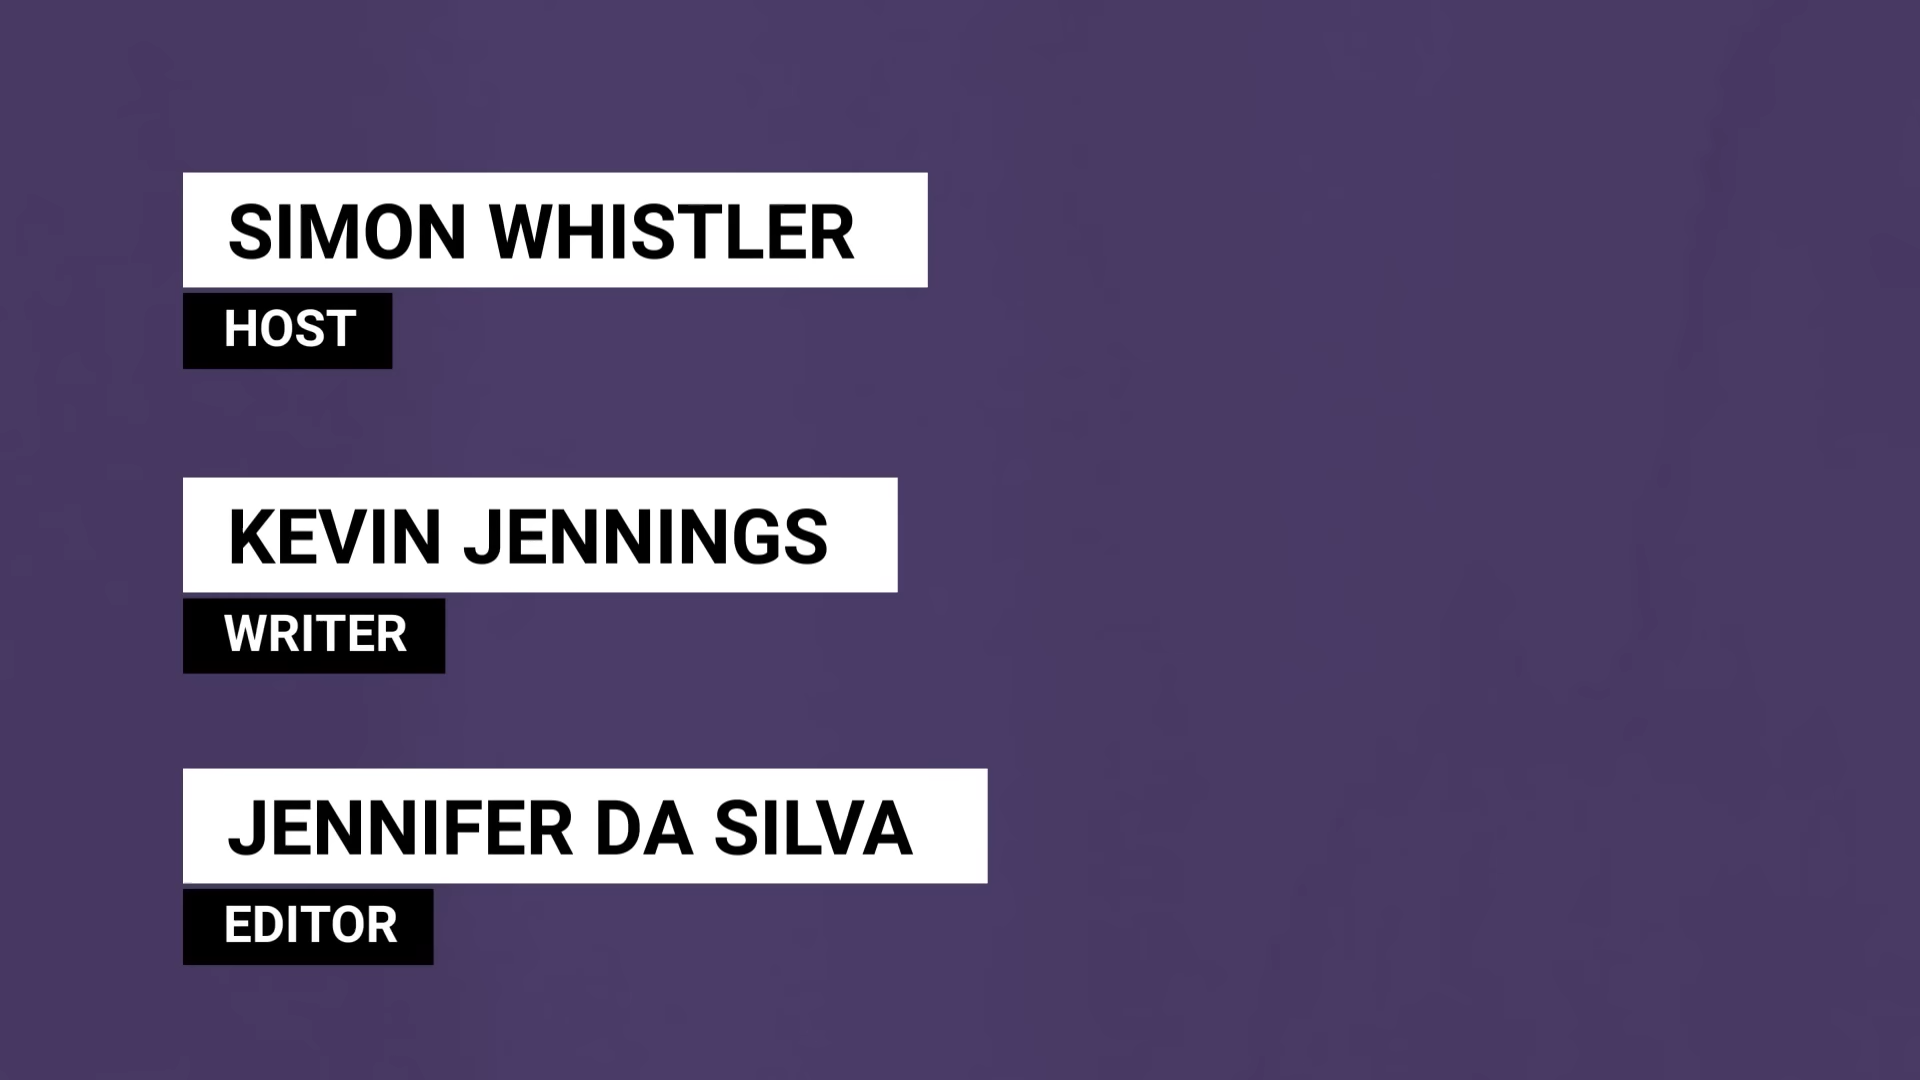 SIMON WHISTLER
HOST
KEVIN JENNINGS
WRITER
JENNIFER DA SILVA
EDITOR